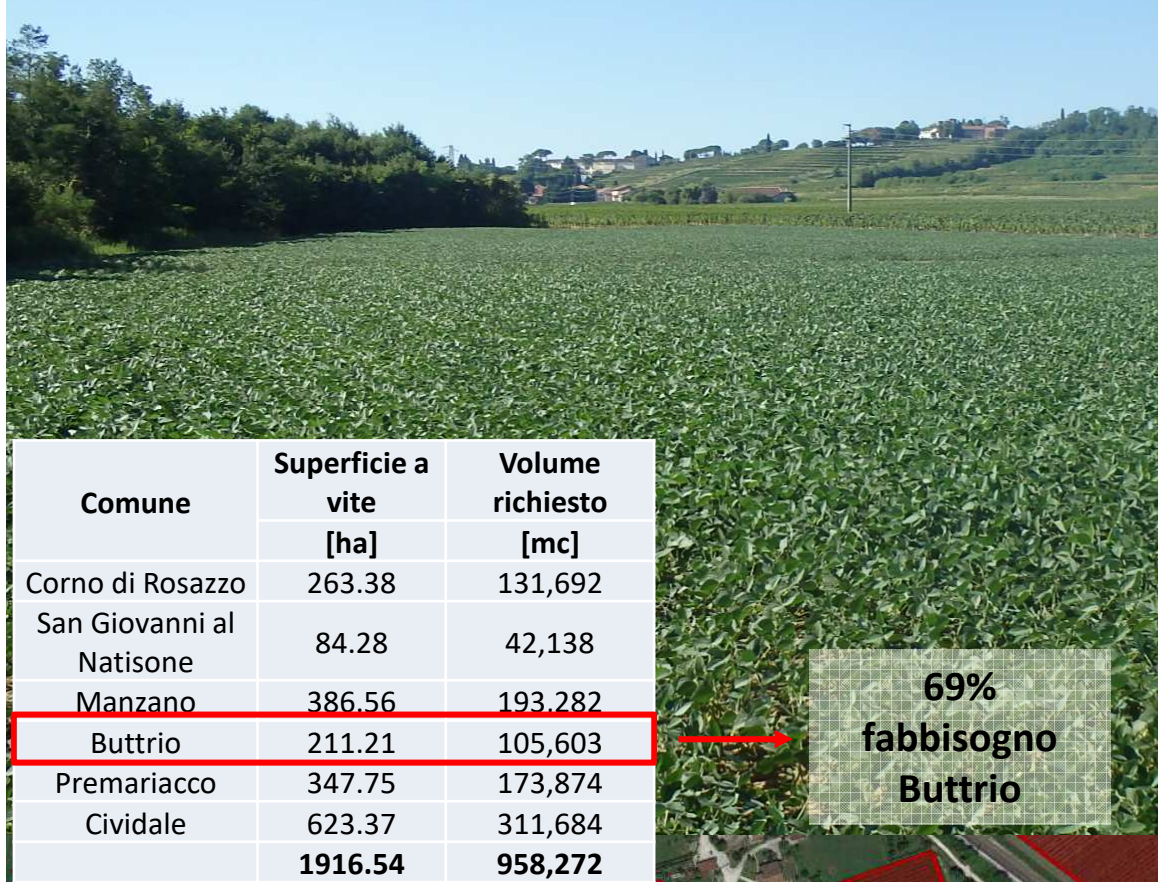 Comune Superficie a vite Volume richiesto
[ha] [mc]
Corno di Rosazzo 263.38 131,692
San Giovanni al Natisone 84.28 42,138
Manzano 386.56 193,282
Buttrio 211.21 105,603
Premariacco 347.75 173,874
Cividale 623.37 311,684
1916.54 958,272
69%
fabbisogno
Buttrio